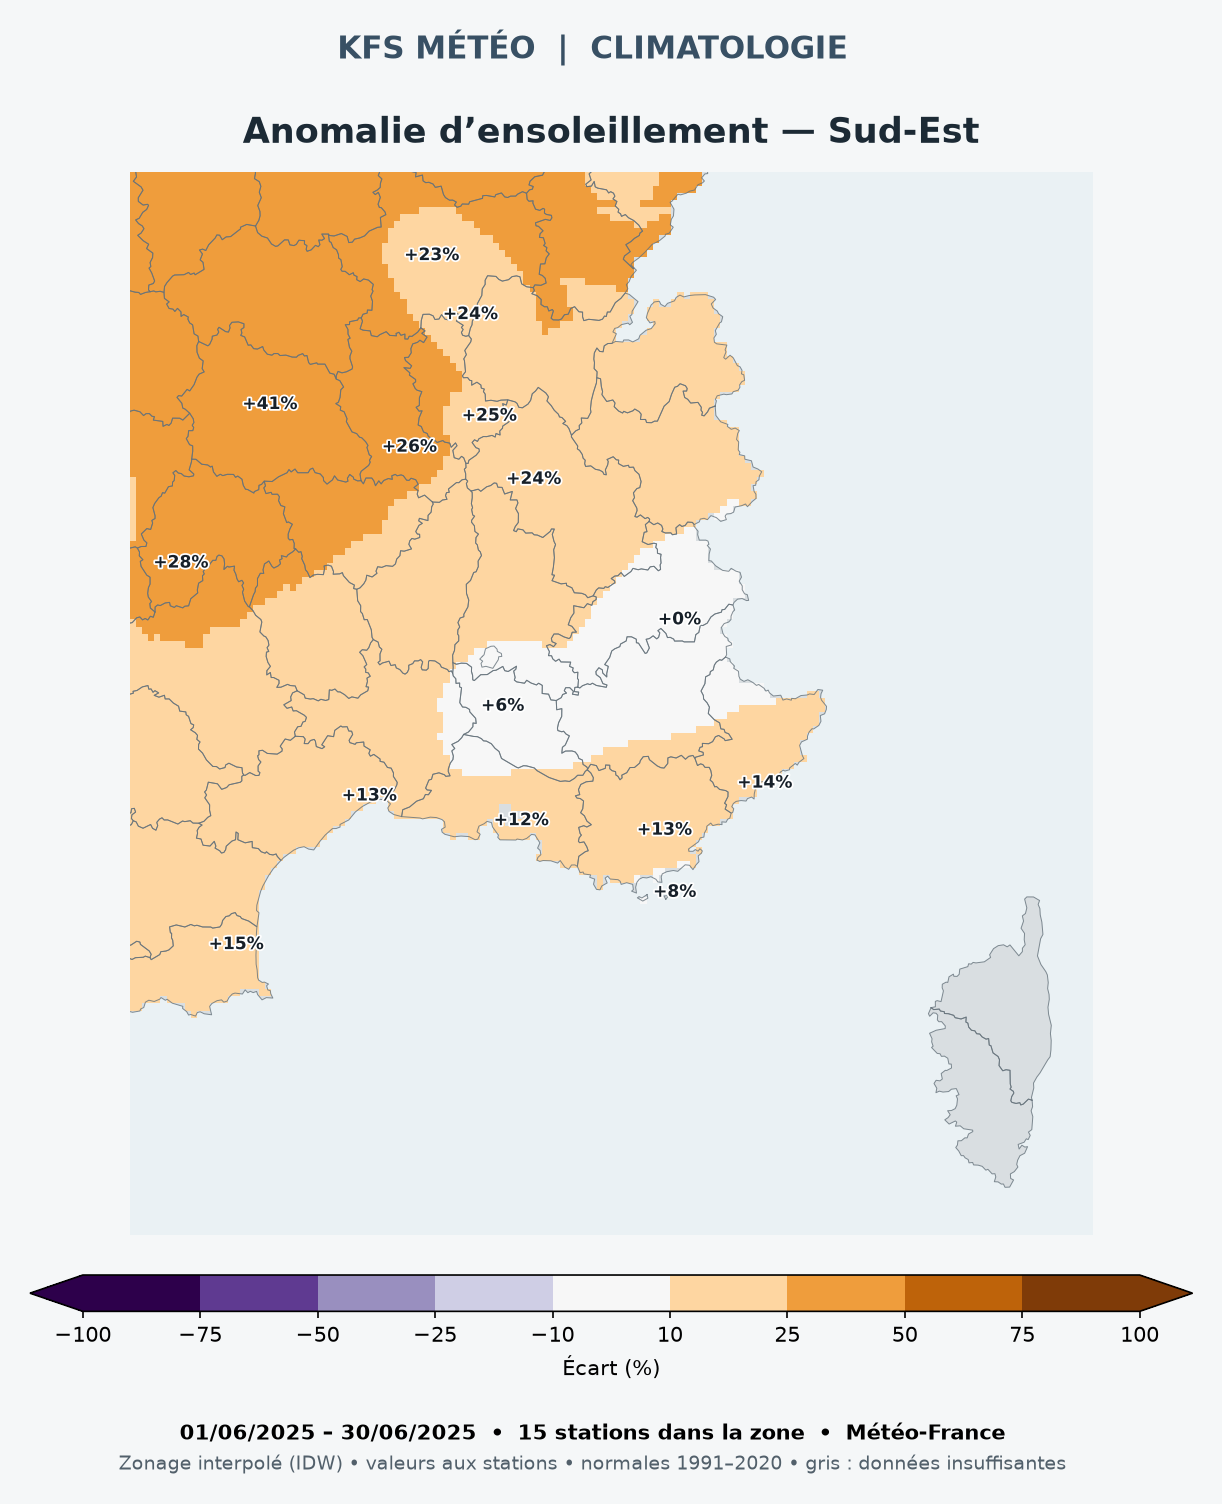 KFS MÉTÉO | CLIMATOLOGIE
Anomalie d’ensoleillement — Sud-Est
+23%
+24%
+41%
+25%
+26%
+24%
+28%
+0%
+6%
+14%
+13%
+12%
+13%
+8%
+15%
−100 −75 −50 −25 −10 10 25 50 75 100
Écart (%)
01/06/2025 – 30/06/2025 • 15 stations dans la zone • Météo-France
Zonage interpolé (IDW) • valeurs aux stations • normales 1991–2020 • gris : données insuffisantes